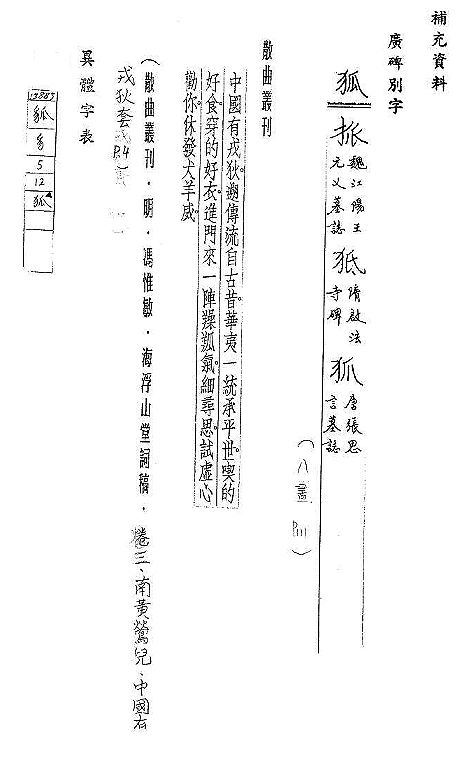 補充資料
廣碑別字
狐 魏江陽王元乂墓誌 隋啟法寺碑 狐 唐張思言墓誌
(八畫 P111)
散曲叢刊
中國有戎狄遡傳流自古昔華夷一統承平世喫的
好食穿的好衣進門來一陣臊狐氣細尋思試虛心
勸你休發犬羊威
(散曲叢刊．明．馮惟敏．海浮山堂詞稿．卷三、南黃鶯兒、中國有
戎狄套 P.4)
異體字表
5
12
狐